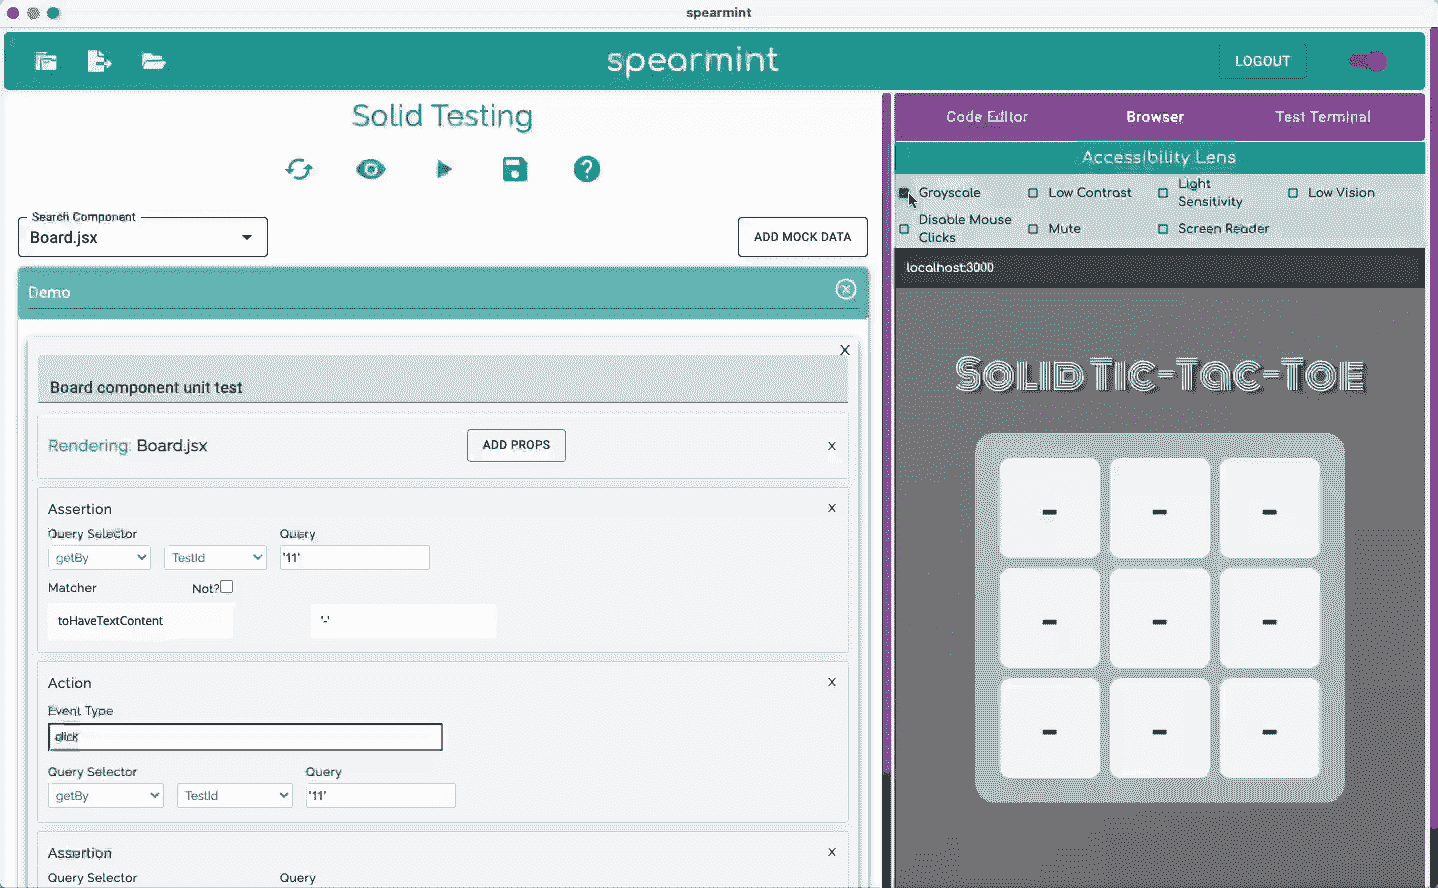 spearmint
spearmint
LOGOUT
Solid Testing
Search Component
Board.jsx
ADD MOCK DATA
Demo
X
Board component unit test
Rendering: Board.jsx
ADD PROPS
x
Assertion
x
Query Selector
Query
getBy
TestId
'11'
Matcher
Not?
toHaveTextContent
'-'
Action
x
Event Type
click
Query Selector
Query
getBy
TestId
'11'
Assertion
x
Query Selector
Query
Code Editor
Browser
Test Terminal
Accessibility Lens
Grayscale
Low Contrast
Light
Sensitivity
Low Vision
Disable Mouse
Clicks
Mute
Screen Reader
localhost:3000
Solid Tic-Tac-Toe
- - -
- - -
- - -